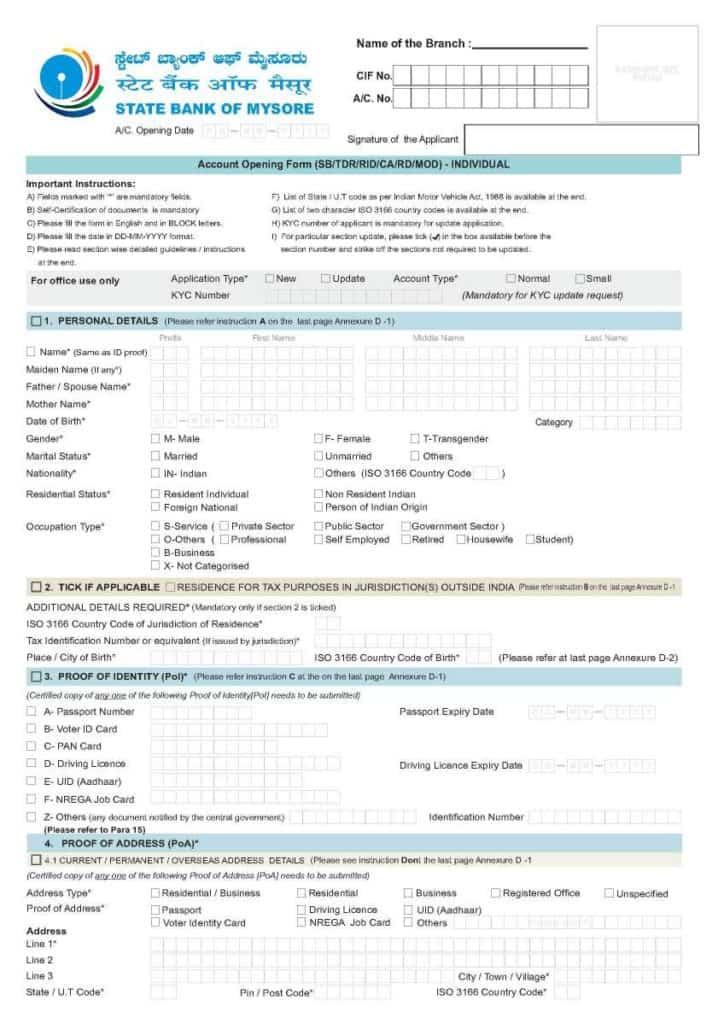 ಸ್ಟೇಟ್ ಬ್ಯಾಂಕ್ ಆಫ್ ಮೈಸೂರು
स्टेट बैंक ऑफ मैसूर
STATE BANK OF MYSORE
A/C. Opening Date
Name of the Branch :
CIF No.
A/C. No.
Signature of the Applicant
Account Opening Form (SB/TDR/RID/CA/RD/MOD) - INDIVIDUAL
Important Instructions:
A) Fields marked with "*" are mandatory fields.
B) Self-Certification of documents is mandatory
C) Please fill the form in English and in BLOCK letters.
D) Please fill the date in DD-MM-YYYY format.
E) Please read section wise detailed guidelines / instructions
at the end.
F) List of State / U.T code as per Indian Motor Vehicle Act, 1988 is available at the end.
G) List of two character ISO 3166 country codes is available at the end.
H) KYC number of applicant is mandatory for update application.
I) For particular section update, please tick (✓) in the box available before the
section number and strike off the sections not required to be updated.
For office use only Application Type* New Update Account Type* Normal Small
KYC Number (Mandatory for KYC update request)
1. PERSONAL DETAILS (Please refer instruction A on the last page Annexure D -1)
Prefix First Name Middle Name Last Name
Name* (Same as ID proof)
Maiden Name (If any*)
Father / Spouse Name*
Mother Name*
Date of Birth* Category
Gender* M- Male F- Female T-Transgender
Marital Status* Married Unmarried Others
Nationality* IN- Indian Others (ISO 3166 Country Code )
Residential Status* Resident Individual Non Resident Indian
Foreign National Person of Indian Origin
Occupation Type* S-Service ( Private Sector Public Sector Government Sector )
O-Others ( Professional Self Employed Retired Housewife Student)
B-Business
X- Not Categorised
2. TICK IF APPLICABLE RESIDENCE FOR TAX PURPOSES IN JURISDICTION(S) OUTSIDE INDIA (Please refer instruction B on the last page Annexure D -1
ADDITIONAL DETAILS REQUIRED* (Mandatory only if section 2 is ticked)
ISO 3166 Country Code of Jurisdiction of Residence*
Tax Identification Number or equivalent (If issued by jurisdiction)*
Place / City of Birth* ISO 3166 Country Code of Birth* (Please refer at last page Annexure D-2)
3. PROOF OF IDENTITY (PoI)* (Please refer instruction C at the on the last page Annexure D-1)
(Certified copy of any one of the following Proof of Identity[PoI] needs to be submitted)
A- Passport Number Passport Expiry Date
B- Voter ID Card
C- PAN Card
D- Driving Licence Driving Licence Expiry Date
E- UID (Aadhaar)
F- NREGA Job Card
Z- Others (any document notified by the central government) Identification Number
(Please refer to Para 15)
4. PROOF OF ADDRESS (PoA)*
4.1 CURRENT / PERMANENT / OVERSEAS ADDRESS DETAILS (Please see instruction Dont the last page Annexure D -1
(Certified copy of any one of the following Proof of Address [PoA] needs to be submitted)
Address Type* Residential / Business Residential Business Registered Office Unspecified
Proof of Address* Passport Driving Licence UID (Aadhaar)
Voter Identity Card NREGA Job Card Others
Address
Line 1*
Line 2
Line 3 City / Town / Village*
State / U.T Code* Pin / Post Code* ISO 3166 Country Code*